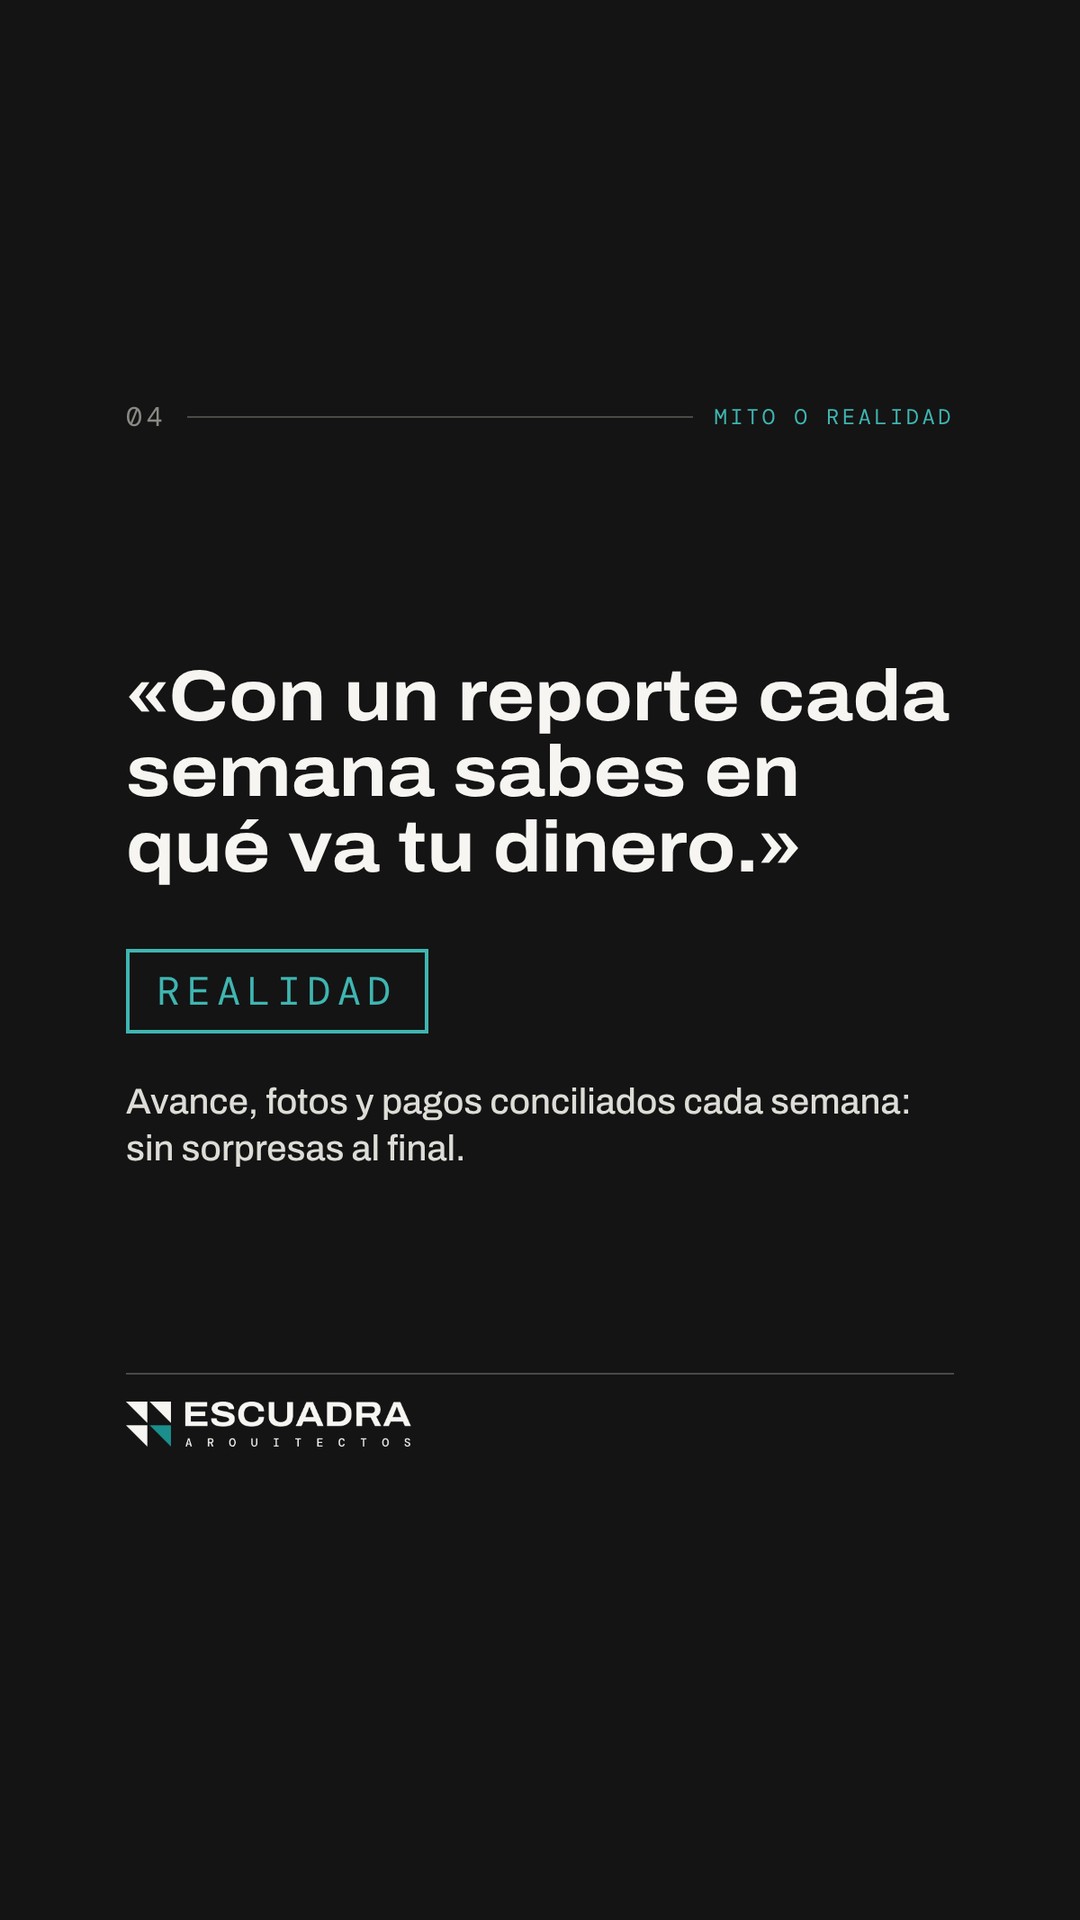 04 MITO O REALIDAD
«Con un reporte cada
semana sabes en
qué va tu dinero.»
REALIDAD
Avance, fotos y pagos conciliados cada semana:
sin sorpresas al final.
ESCUADRA
ARQUITECTOS